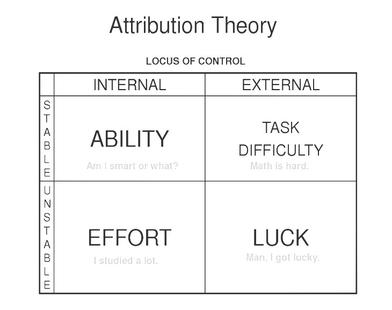 Attribution Theory
LOCUS OF CONTROL
INTERNAL EXTERNAL
STABLE
ABILITY
Am i smart or what?
TASK
DIFFICULTY
Math is hard.
UNSTABLE
EFFORT
I studied a lot.
LUCK
Man, I got lucky.